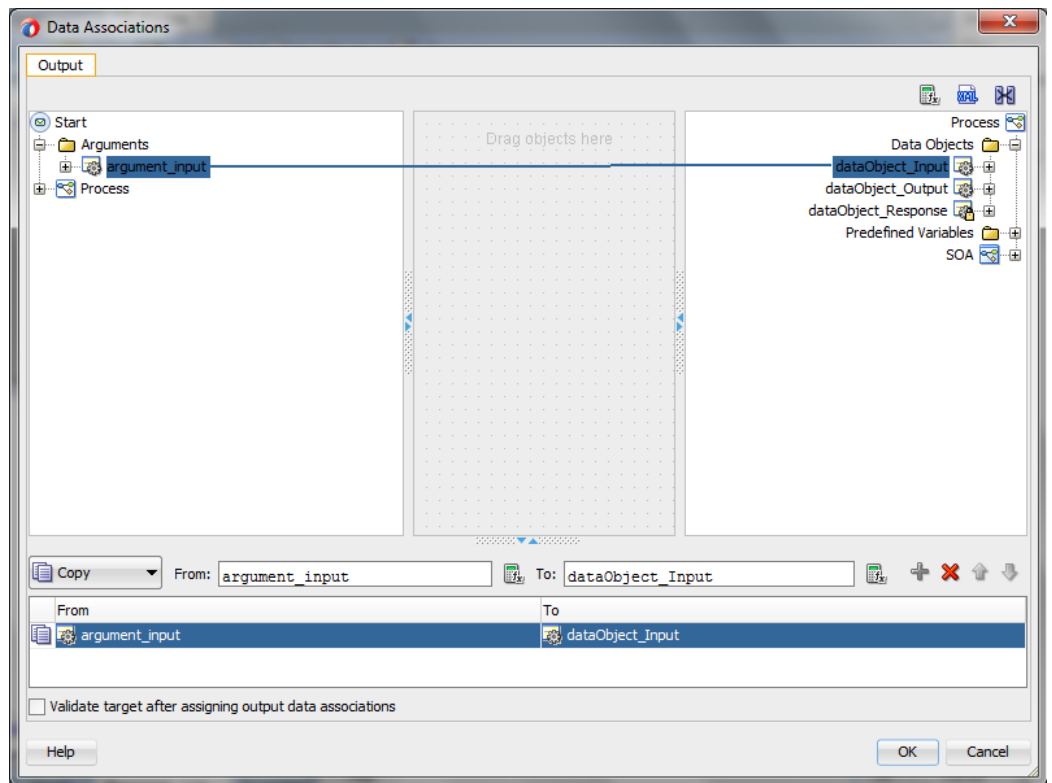 Data Associations
Output
Start
Process
Drag objects here
Arguments
Data Objects
argument_input
dataObject_Input
Process
dataObject_Output
dataObject_Response
Predefined Variables
SOA
Copy From: argument_input To: dataObject_Input
From To
argument_input dataObject_Input
Validate target after assigning output data associations
Help OK Cancel